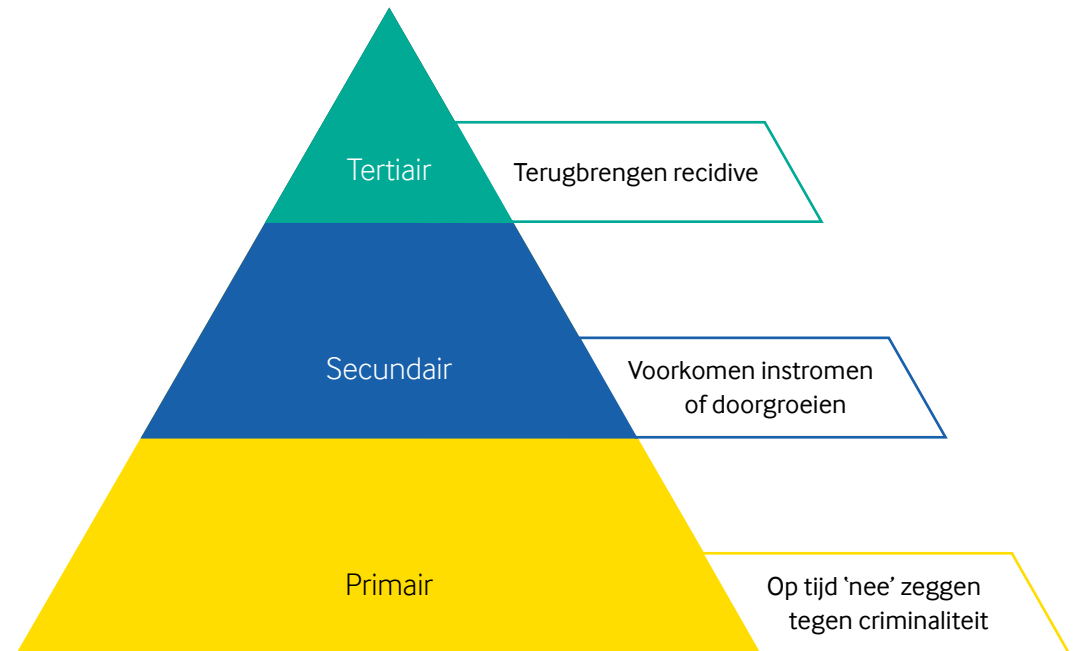 Tertiair
Terugbrengen recidive
Secundair
Voorkomen instromen
of doorgroeien
Primair
Op tijd ‘nee’ zeggen
tegen criminaliteit